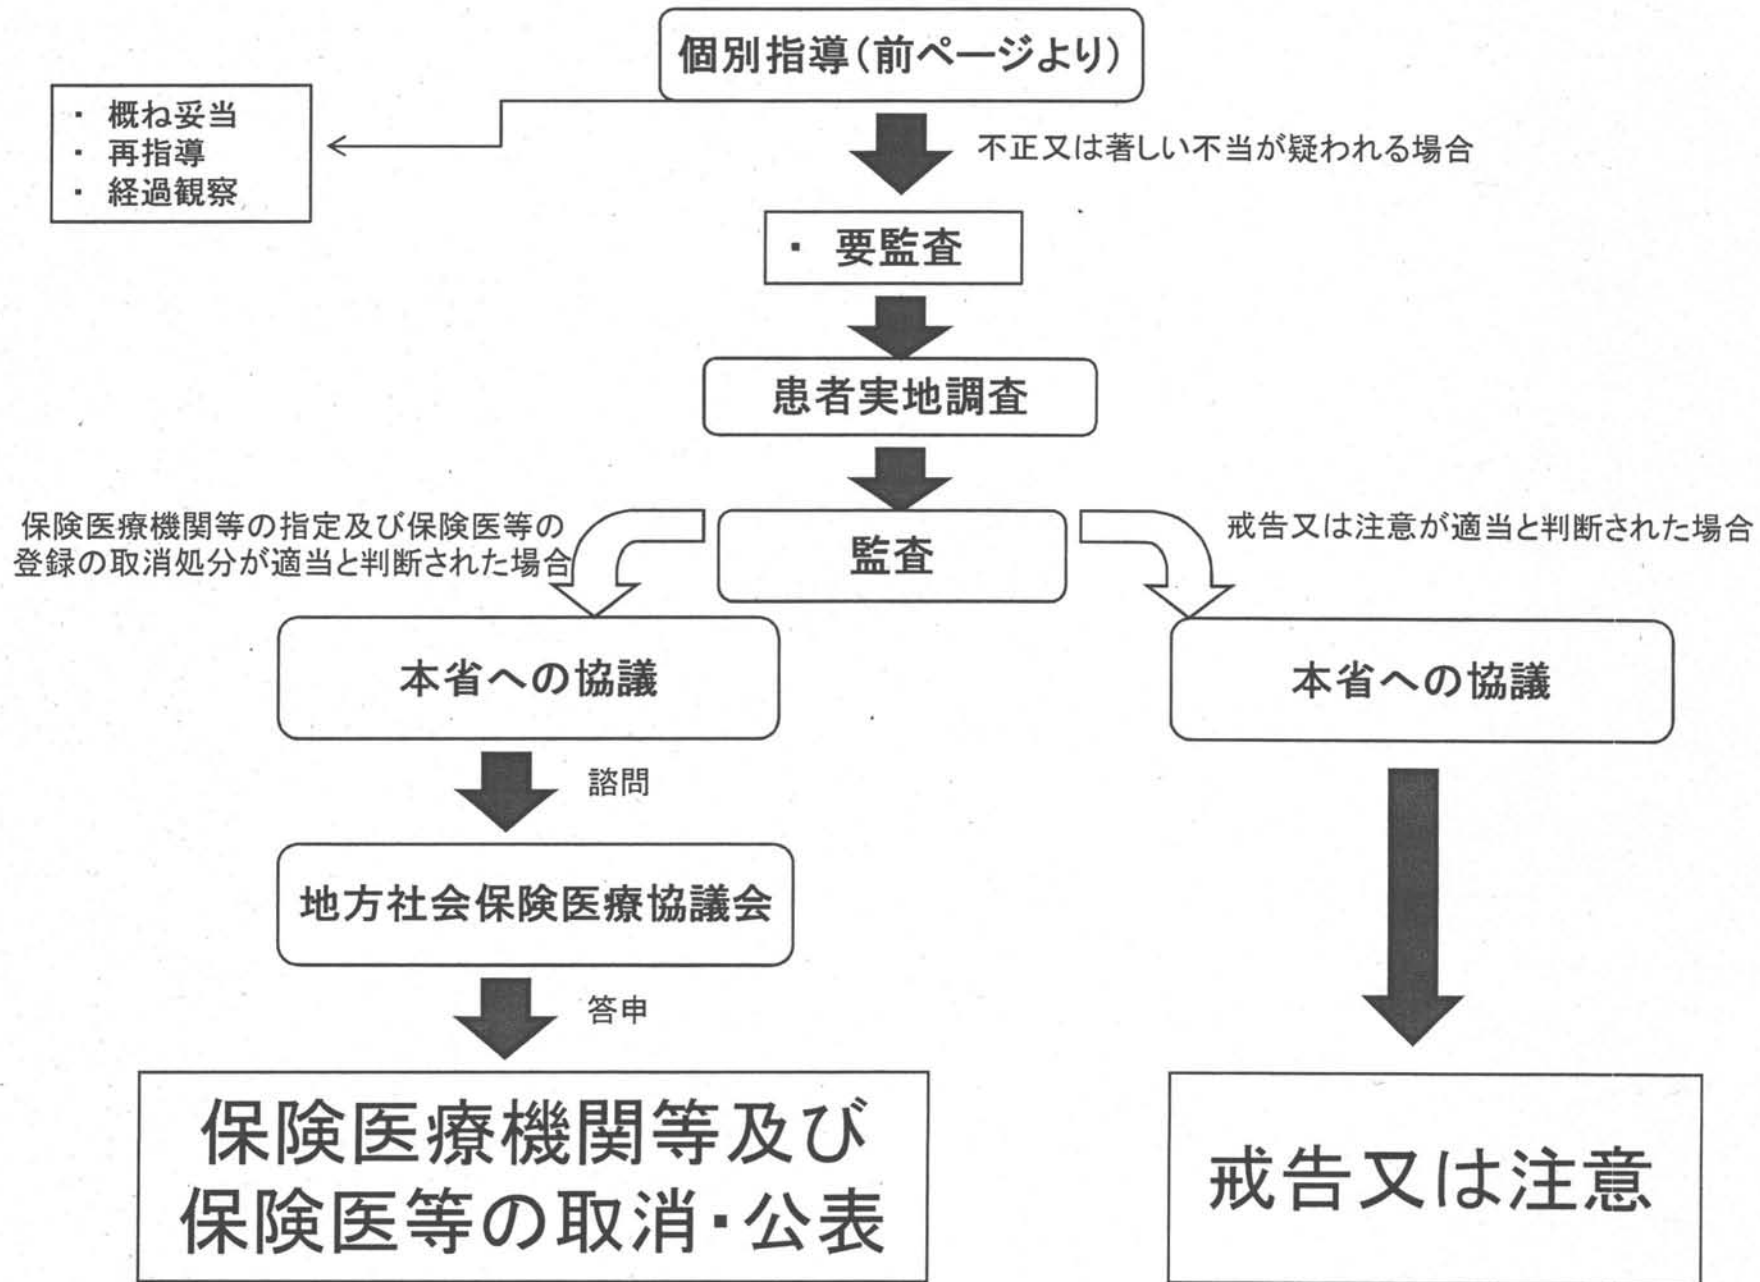 個別指導(前ページより)
・ 概ね妥当
・ 再指導
・ 経過観察
不正又は著しい不当が疑われる場合
・ 要監査
患者実地調査
監査
保険医療機関等の指定及び保険医等の
登録の取消処分が適当と判断された場合
戒告又は注意が適当と判断された場合
本省への協議
本省への協議
諮問
地方社会保険医療協議会
答申
保険医療機関等及び
保険医等の取消・公表
戒告又は注意